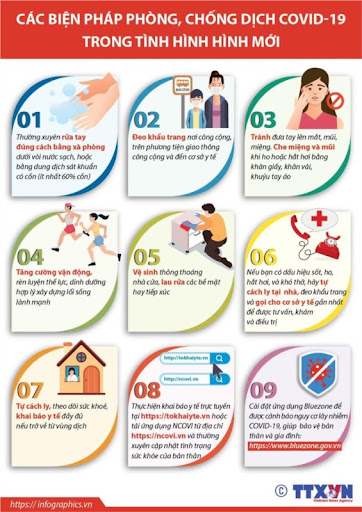 CÁC BIỆN PHÁP PHÒNG, CHỐNG DỊCH COVID-19
TRONG TÌNH HÌNH HÌNH MỚI
01
Thường xuyên rửa tay
đúng cách bằng xà phòng
dưới vòi nước sạch, hoặc
bằng dung dịch sát khuẩn
có cồn (ít nhất 60% cồn)
BUS STOP
02
Đeo khẩu trang nơi công cộng,
trên phương tiện giao thông
công cộng và đến cơ sở y tế
03
Tránh đưa tay lên mắt, mũi,
miệng. Che miệng và mũi
khi ho hoặc hắt hơi bằng
khăn giấy, khăn vải,
khuỷu tay áo
04
Tăng cường vận động,
rèn luyện thể lực, dinh dưỡng
hợp lý xây dựng lối sống
lành mạnh
05
Vệ sinh thông thoáng
nhà cửa, lau rửa các bề mặt
hay tiếp xúc
06
Nếu bạn có dấu hiệu sốt, ho,
hắt hơi, và khó thở, hãy tự
cách ly tại nhà, đeo khẩu trang
và gọi cho cơ sở y tế gần nhất
để được tư vấn, khám
và điều trị
07
Tự cách ly, theo dõi sức khoẻ,
khai báo y tế đầy đủ
nếu trở về từ vùng dịch
http://tokhaiyte.vn
http://ncovi.vn
08
Thực hiện khai báo y tế trực tuyến
tại https://tokhaiyte.vn hoặc
tải ứng dụng NCOVI từ địa chỉ
https://ncovi.vn và thường
xuyên cập nhật tình trạng
sức khỏe của bản thân
09
Cài đặt ứng dụng Bluezone để
được cảnh báo nguy cơ lây nhiễm
COVID-19, giúp bảo vệ bản
thân và gia đình:
https://www.bluezone.gov.vn
https://infographics.vn
© TTXVN
Vietnam News Agency